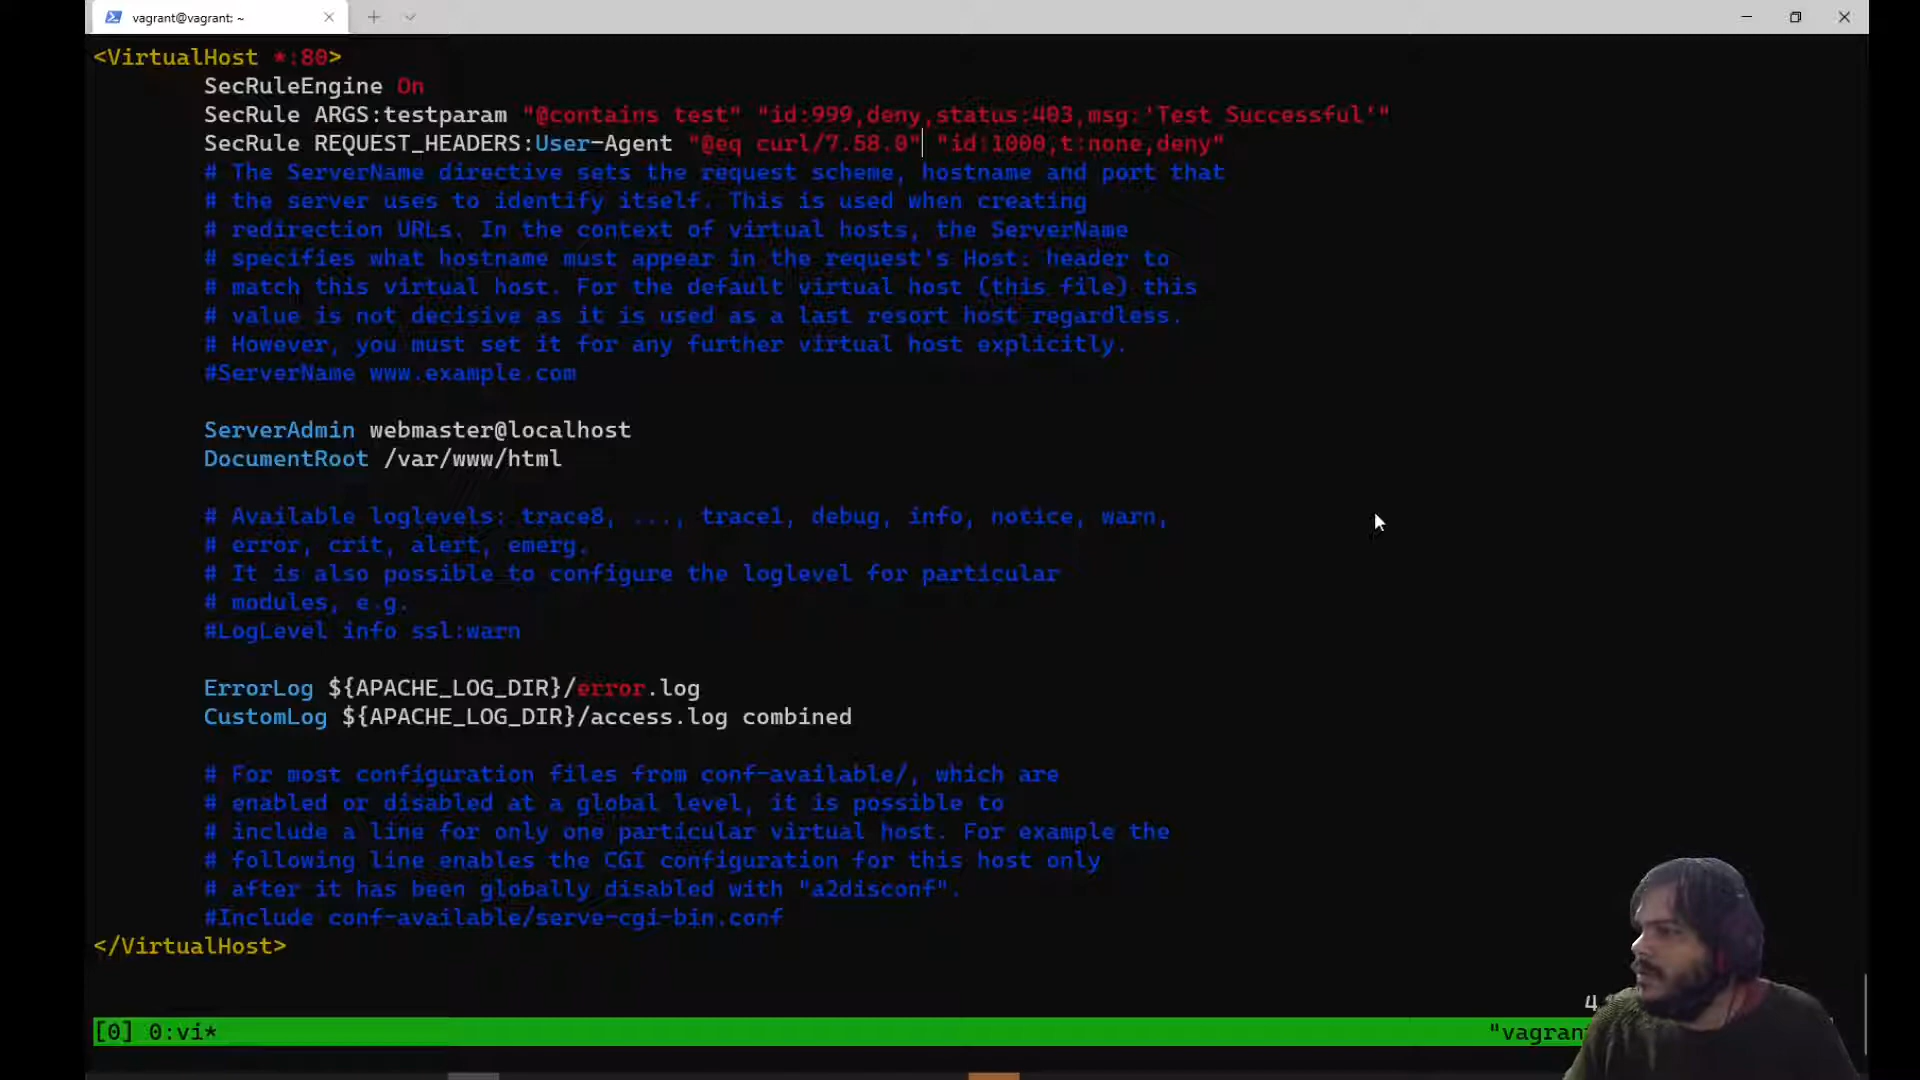 vagrant@vagrant: ~
<VirtualHost *:80>
SecRuleEngine On
SecRule ARGS:testparam "@contains test" "id:999,deny,status:403,msg:'Test Successful'"
SecRule REQUEST_HEADERS:User-Agent "@eq curl/7.58.0" "id:1000,t:none,deny"
# The ServerName directive sets the request scheme, hostname and port that
# the server uses to identify itself. This is used when creating
# redirection URLs. In the context of virtual hosts, the ServerName
# specifies what hostname must appear in the request's Host: header to
# match this virtual host. For the default virtual host (this file) this
# value is not decisive as it is used as a last resort host regardless.
# However, you must set it for any further virtual host explicitly.
#ServerName www.example.com
ServerAdmin webmaster@localhost
DocumentRoot /var/www/html
# Available loglevels: trace8, ..., trace1, debug, info, notice, warn,
# error, crit, alert, emerg.
# It is also possible to configure the loglevel for particular
# modules, e.g.
#LogLevel info ssl:warn
ErrorLog ${APACHE_LOG_DIR}/error.log
CustomLog ${APACHE_LOG_DIR}/access.log combined
# For most configuration files from conf-available/, which are
# enabled or disabled at a global level, it is possible to
# include a line for only one particular virtual host. For example the
# following line enables the CGI configuration for this host only
# after it has been globally disabled with "a2disconf".
#Include conf-available/serve-cgi-bin.conf
</VirtualHost>
[0] 0:vi* "vagran